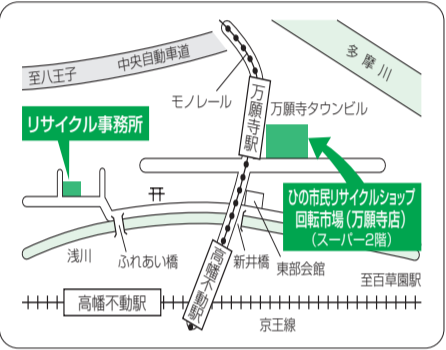 至八王子
中央自動車道
多摩川
モノレール
万願寺駅
万願寺タウンビル
リサイクル事務所
ひの市民リサイクルショップ
回転市場（万願寺店）
（スーパー2階）
浅川
ふれあい橋
高幡不動駅
新井橋
東部会館
至百草園駅
高幡不動駅
京王線